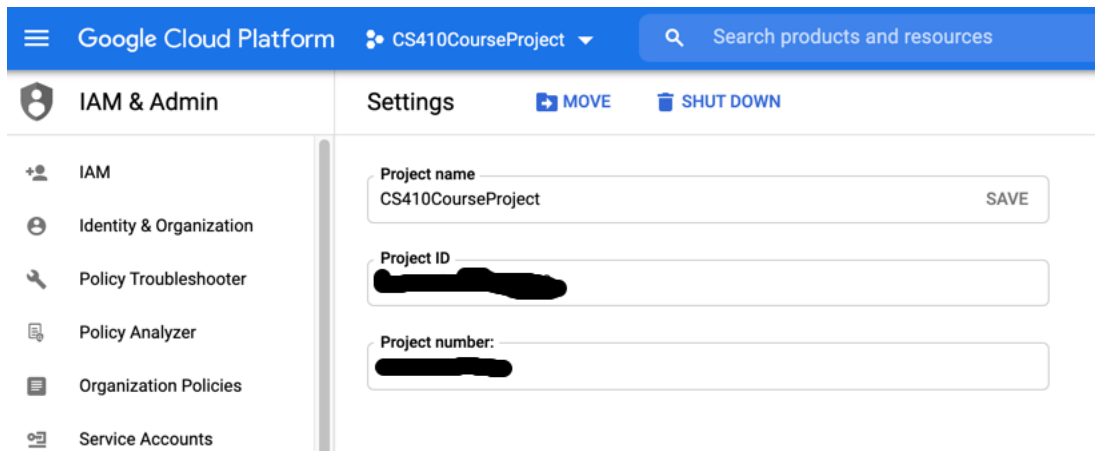 Google Cloud Platform CS410CourseProject Search products and resources
IAM & Admin
Settings MOVE SHUT DOWN
IAM
Identity & Organization
Policy Troubleshooter
Policy Analyzer
Organization Policies
Service Accounts
Project name
CS410CourseProject SAVE
Project ID
Project number: